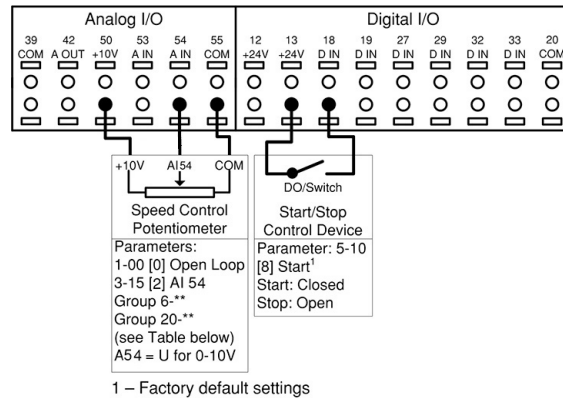 Analog I/O
Digital I/O
39 42 50 53 54 55 12 13 18 19 27 29 32 33 20
COM A OUT +10V A IN A IN COM +24V +24V D IN D IN D IN D IN D IN D IN COM
+10V AI54 COM
DO/Switch
Speed Control
Potentiometer
Parameters:
1-00 [0] Open Loop
3-15 [2] AI 54
Group 6-**
Group 20-**
(see Table below)
A54 = U for 0-10V
Start/Stop
Control Device
Parameter: 5-10
[8] Start¹
Start: Closed
Stop: Open
1 – Factory default settings